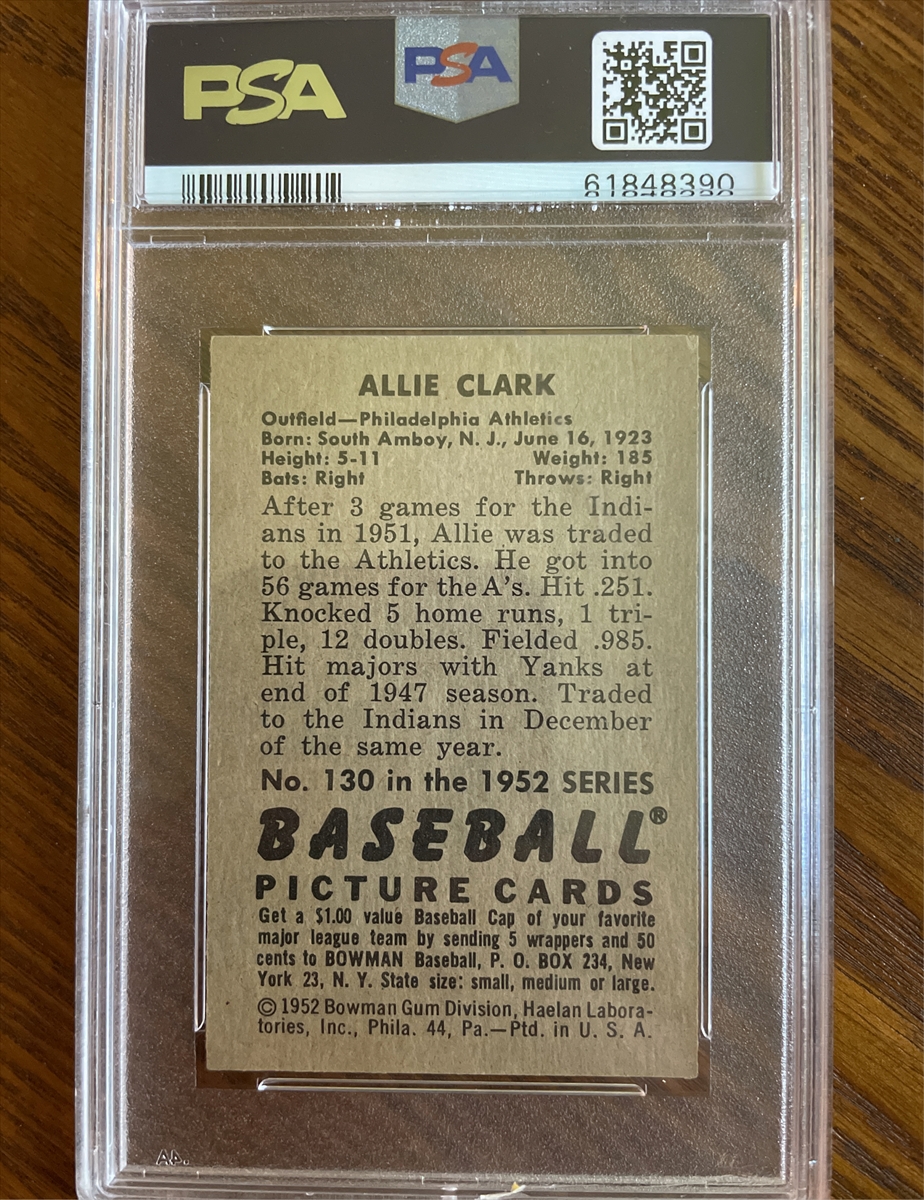 PSA PSA
61848390
ALLIE CLARK
Outfield—Philadelphia Athletics
Born: South Amboy, N. J., June 16, 1923
Height: 5-11 Weight: 185
Bats: Right Throws: Right
After 3 games for the Indi-
ans in 1951, Allie was traded
to the Athletics. He got into
56 games for the A's. Hit .251.
Knocked 5 home runs, 1 tri-
ple, 12 doubles. Fielded .985.
Hit majors with Yanks at
end of 1947 season. Traded
to the Indians in December
of the same year.
No. 130 in the 1952 SERIES
BASEBALL®
PICTURE CARDS
Get a $1.00 value Baseball Cap of your favorite
major league team by sending 5 wrappers and 50
cents to BOWMAN Baseball, P. O. BOX 234, New
York 23, N. Y. State size: small, medium or large.
© 1952 Bowman Gum Division, Haelan Labora-
tories, Inc., Phila. 44, Pa.—Ptd. in U. S. A.